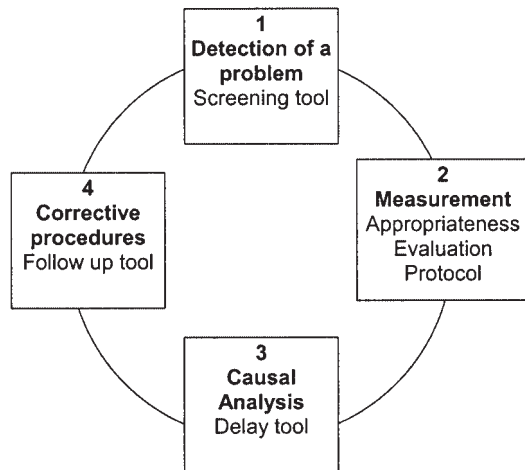 1
Detection of a
problem
Screening tool
2
Measurement
Appropriateness
Evaluation
Protocol
3
Causal
Analysis
Delay tool
4
Corrective
procedures
Follow up tool